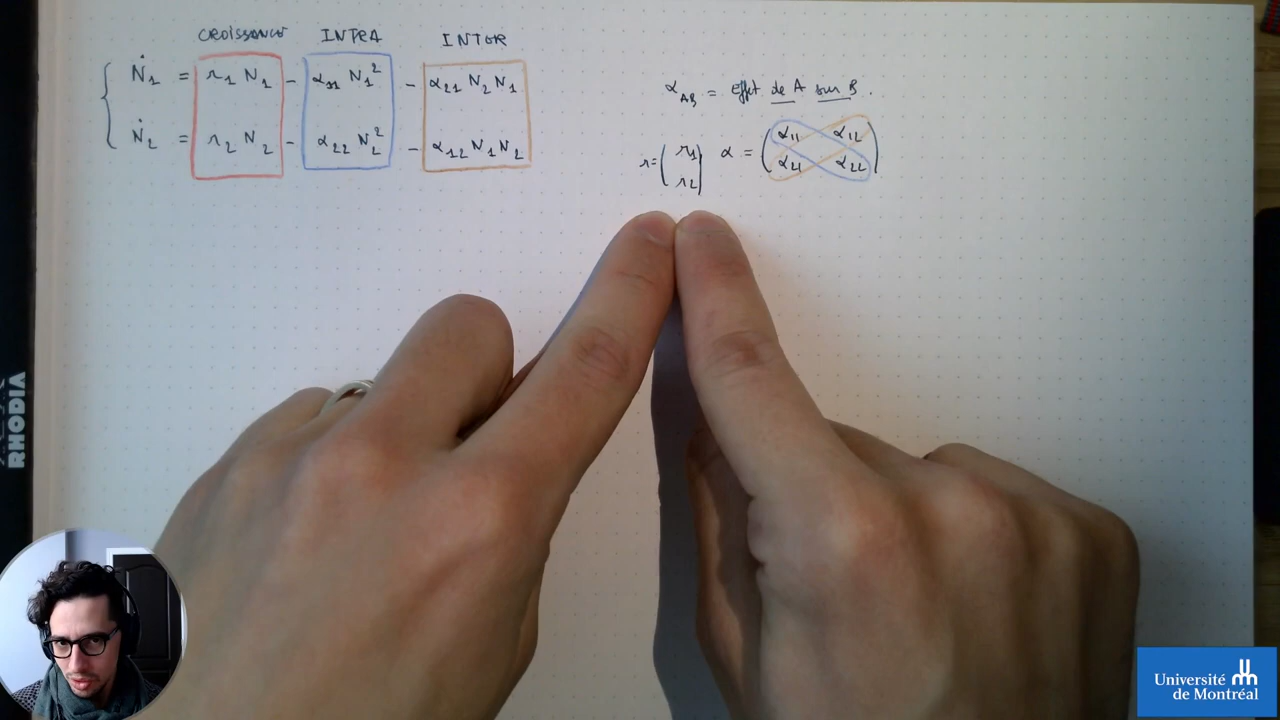 CROISSANCE INTRA INTER
Ṅ₁ = r₁ N₁ - α₁₁ N₁² - α₂₁ N₂ N₁
Ṅ₂ = r₂ N₂ - α₂₂ N₂² - α₁₂ N₁ N₂
α_AB = effet de A sur B.
r = (r₁ r₂) α = (α₁₁ α₁₂
α₂₁ α₂₂)
RHODIA
Université
de Montréal